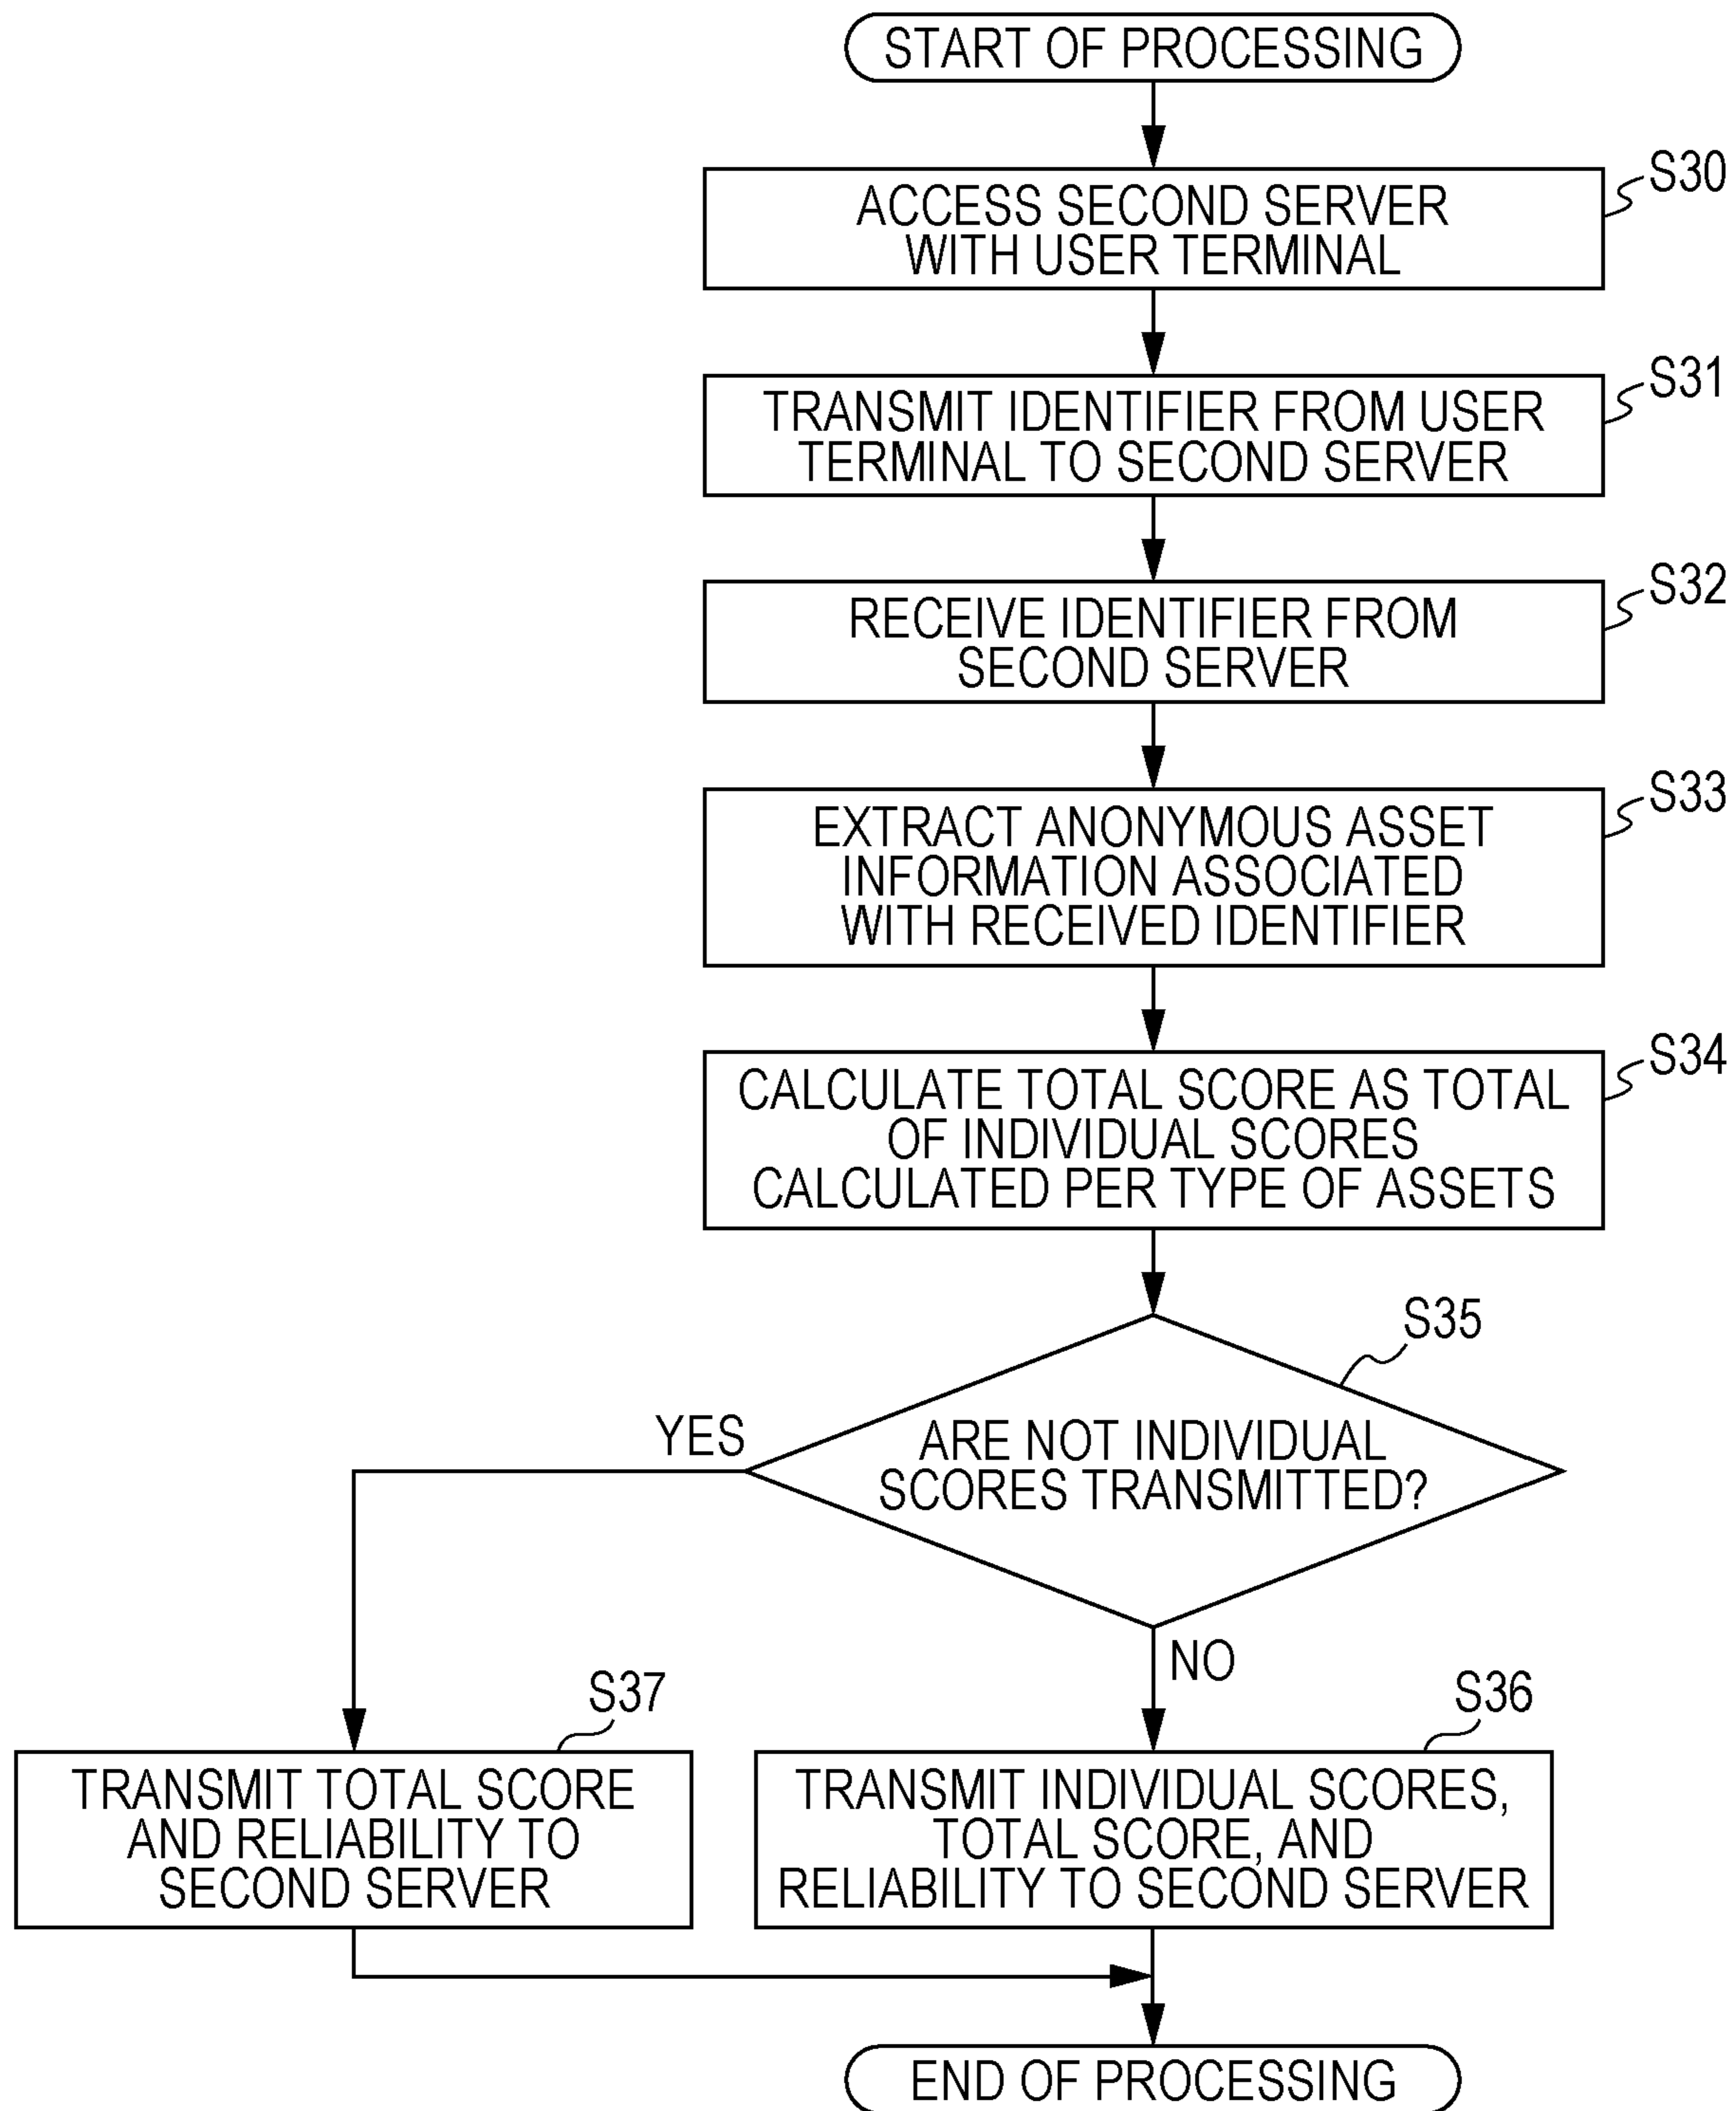 START OF PROCESSING
S30
ACCESS SECOND SERVER
WITH USER TERMINAL
S31
TRANSMIT IDENTIFIER FROM USER
TERMINAL TO SECOND SERVER
S32
RECEIVE IDENTIFIER FROM
SECOND SERVER
S33
EXTRACT ANONYMOUS ASSET
INFORMATION ASSOCIATED
WITH RECEIVED IDENTIFIER
S34
CALCULATE TOTAL SCORE AS TOTAL
OF INDIVIDUAL SCORES
CALCULATED PER TYPE OF ASSETS
S35
ARE NOT INDIVIDUAL
SCORES TRANSMITTED?
YES
NO
S37
TRANSMIT TOTAL SCORE
AND RELIABILITY TO
SECOND SERVER
S36
TRANSMIT INDIVIDUAL SCORES,
TOTAL SCORE, AND
RELIABILITY TO SECOND SERVER
END OF PROCESSING